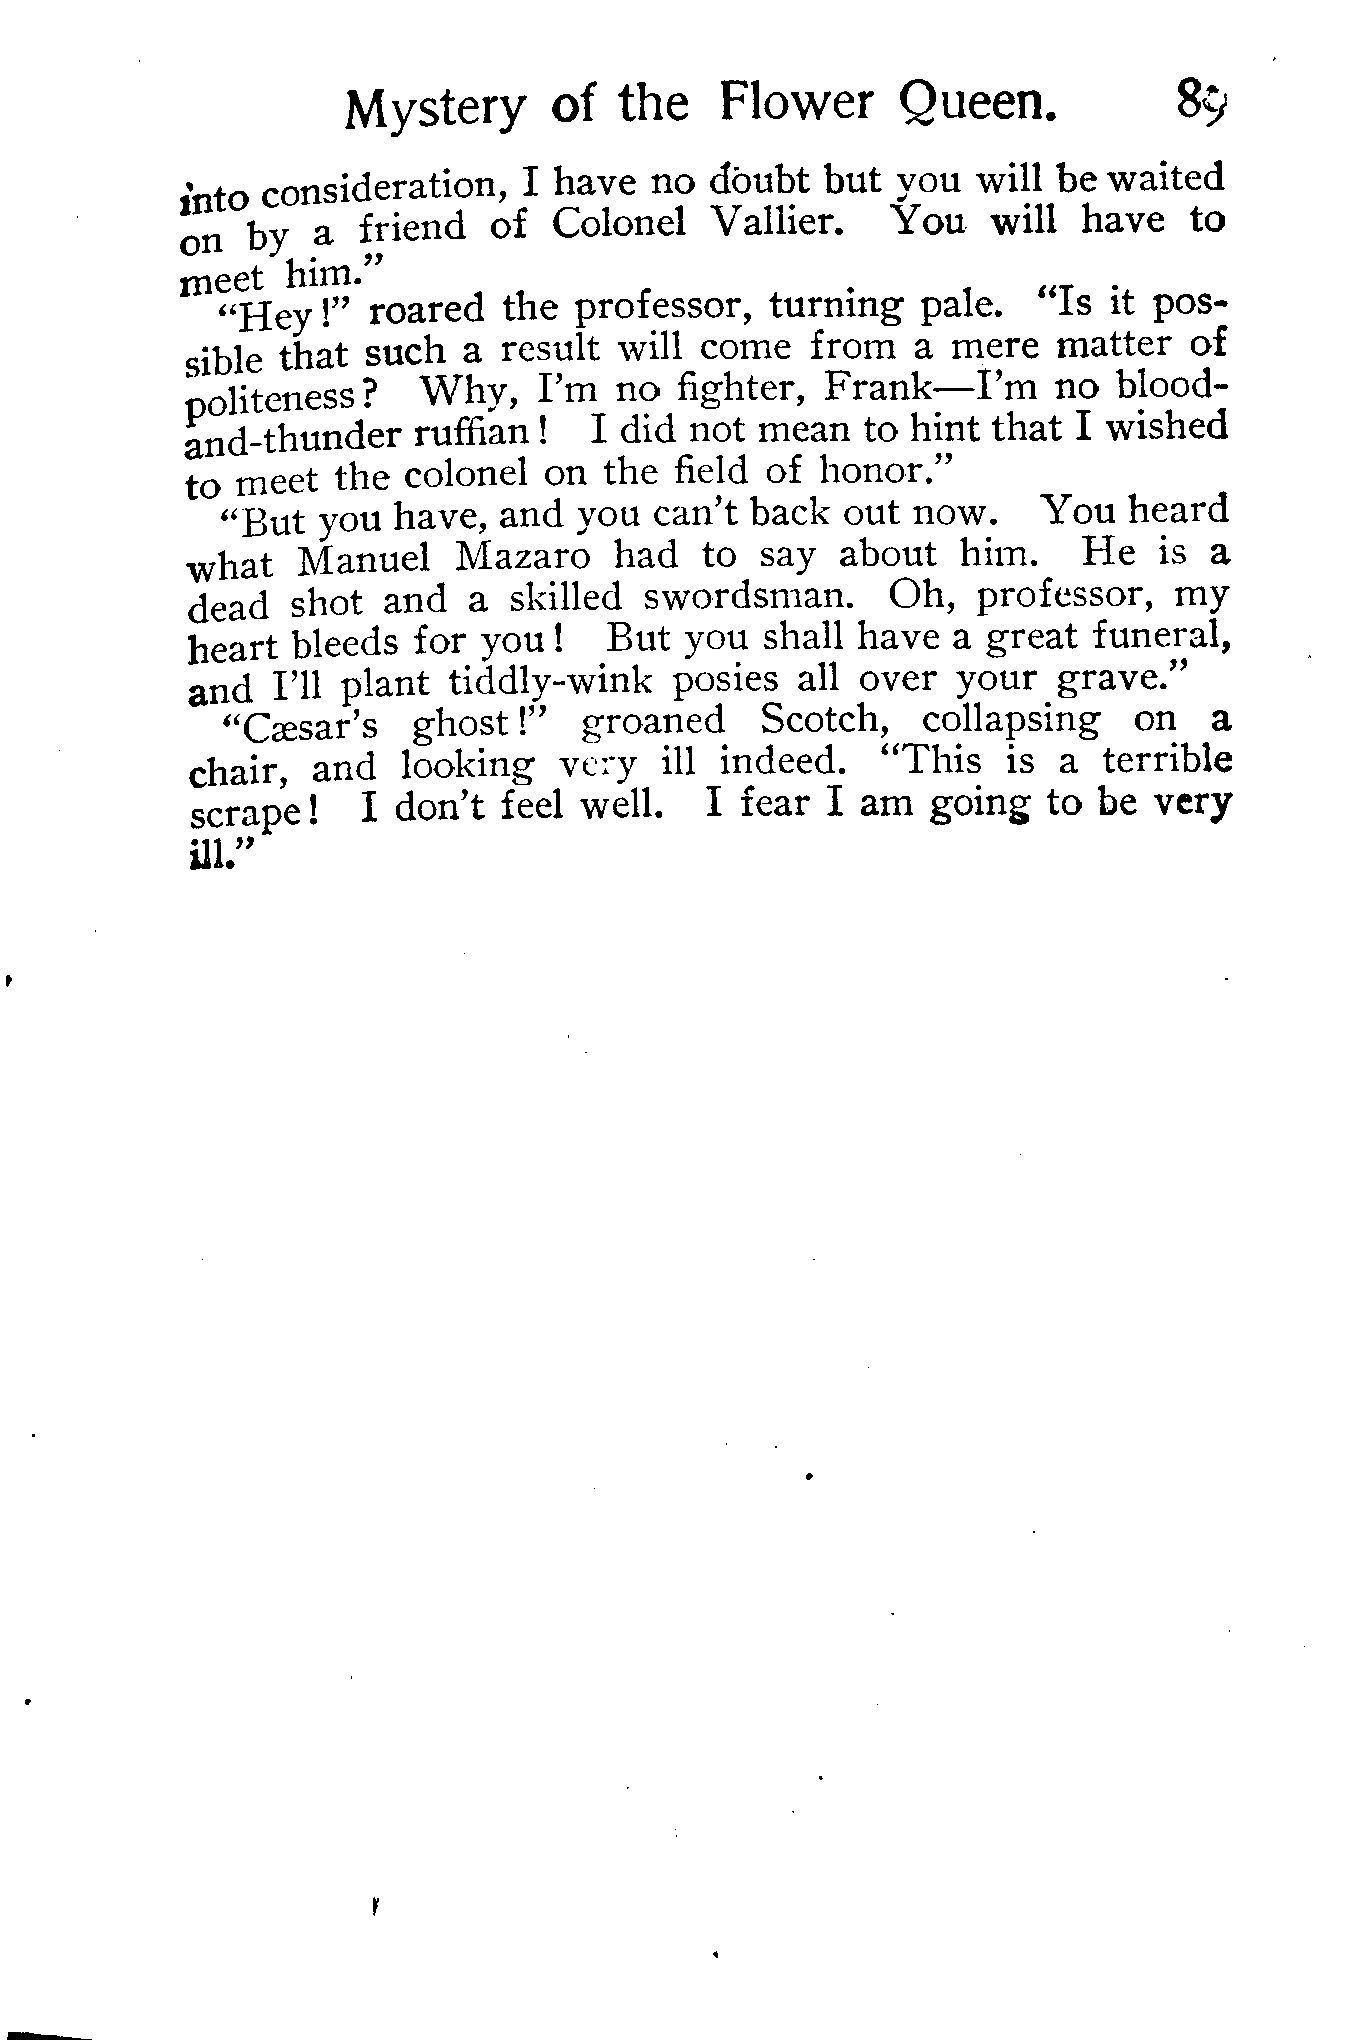 Mystery of the Flower Queen. 89
into consideration, I have no doubt but you will be waited
on by a friend of Colonel Vallier. You will have to
meet him."
"Hey!" roared the professor, turning pale. "Is it pos-
sible that such a result will come from a mere matter of
politeness? Why, I'm no fighter, Frank—I'm no blood-
and-thunder ruffian! I did not mean to hint that I wished
to meet the colonel on the field of honor."
"But you have, and you can't back out now. You heard
what Manuel Mazaro had to say about him. He is a
dead shot and a skilled swordsman. Oh, professor, my
heart bleeds for you! But you shall have a great funeral,
and I'll plant tiddly-wink posies all over your grave."
"Cæsar's ghost!" groaned Scotch, collapsing on a
chair, and looking very ill indeed. "This is a terrible
scrape! I don't feel well. I fear I am going to be very
ill."